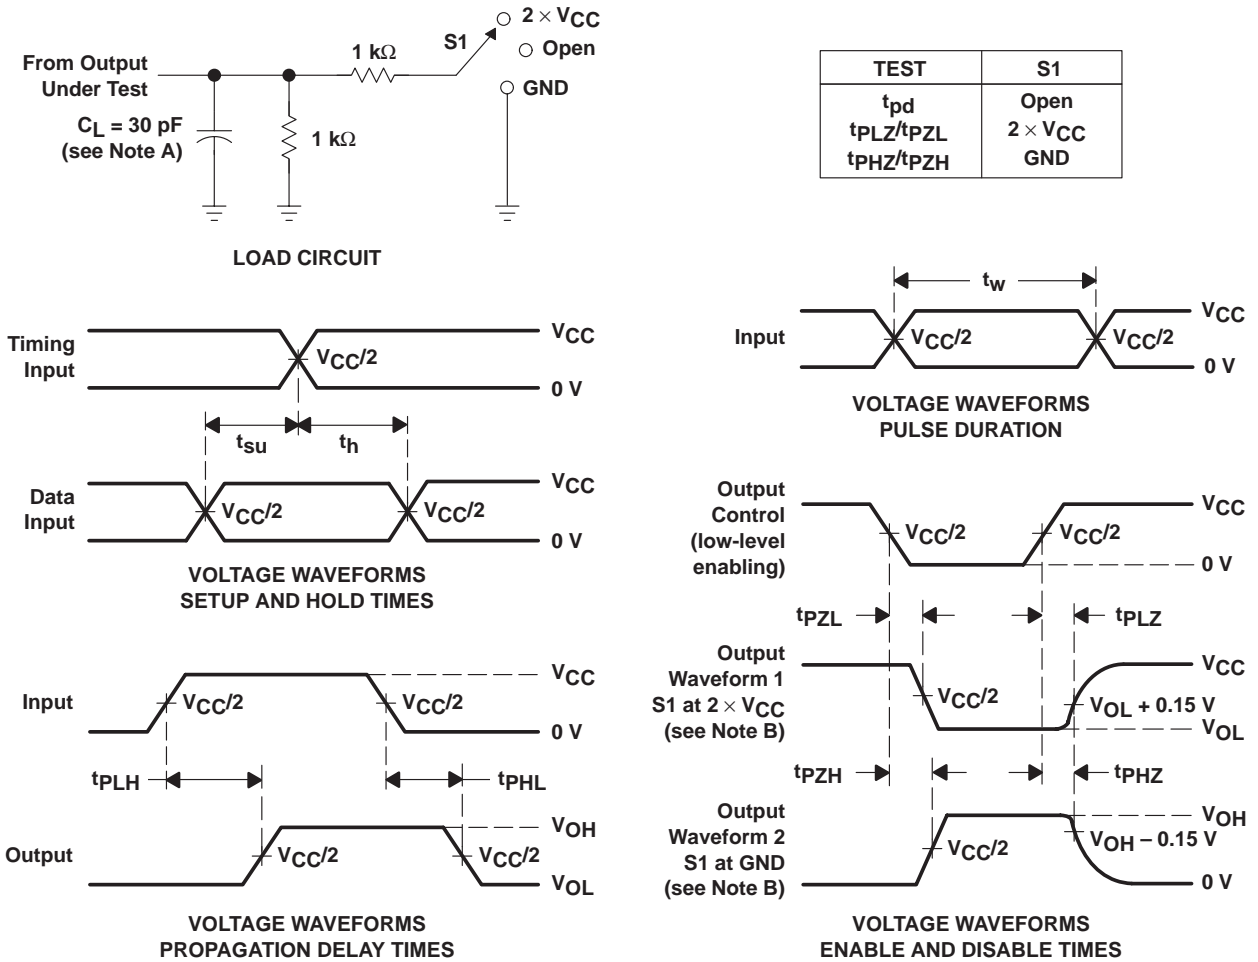 From Output
Under Test
CL = 30 pF
(see Note A)
1 kΩ
1 kΩ
S1
2 × VCC
Open
GND
LOAD CIRCUIT
TEST S1
tpd Open
tPLZ/tPZL 2 × VCC
tPHZ/tPZH GND
Timing
Input
VCC/2
VCC
0 V
tsu
th
Data
Input
VCC/2
VCC/2
VCC
0 V
VOLTAGE WAVEFORMS
SETUP AND HOLD TIMES
tw
Input
VCC/2
VCC/2
VCC
0 V
VOLTAGE WAVEFORMS
PULSE DURATION
Input
VCC/2
VCC/2
VCC
0 V
tPLH
tPHL
Output
VCC/2
VCC/2
VOH
VOL
VOLTAGE WAVEFORMS
PROPAGATION DELAY TIMES
Output
Control
(low-level
enabling)
VCC/2
VCC/2
VCC
0 V
tPZL
tPLZ
Output
Waveform 1
S1 at 2 × VCC
(see Note B)
VCC/2
VCC
VOL + 0.15 V
VOL
tPZH
tPHZ
Output
Waveform 2
S1 at GND
(see Note B)
VCC/2
VOH
VOH – 0.15 V
0 V
VOLTAGE WAVEFORMS
ENABLE AND DISABLE TIMES